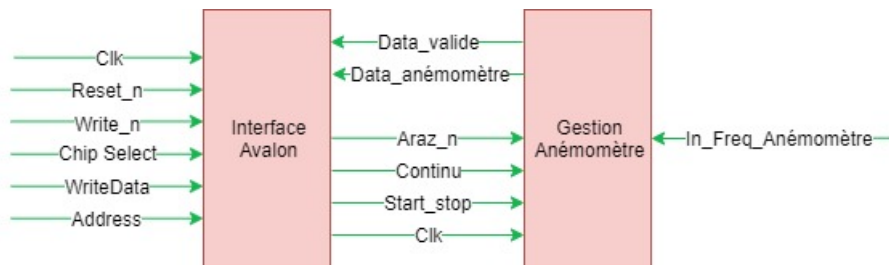 Clk
Reset_n
Write_n
Chip Select
WriteData
Address
Interface
Avalon
Data_valide
Data_anémomètre
Araz_n
Continu
Start_stop
Clk
Gestion
Anémomètre
In_Freq_Anémomètre